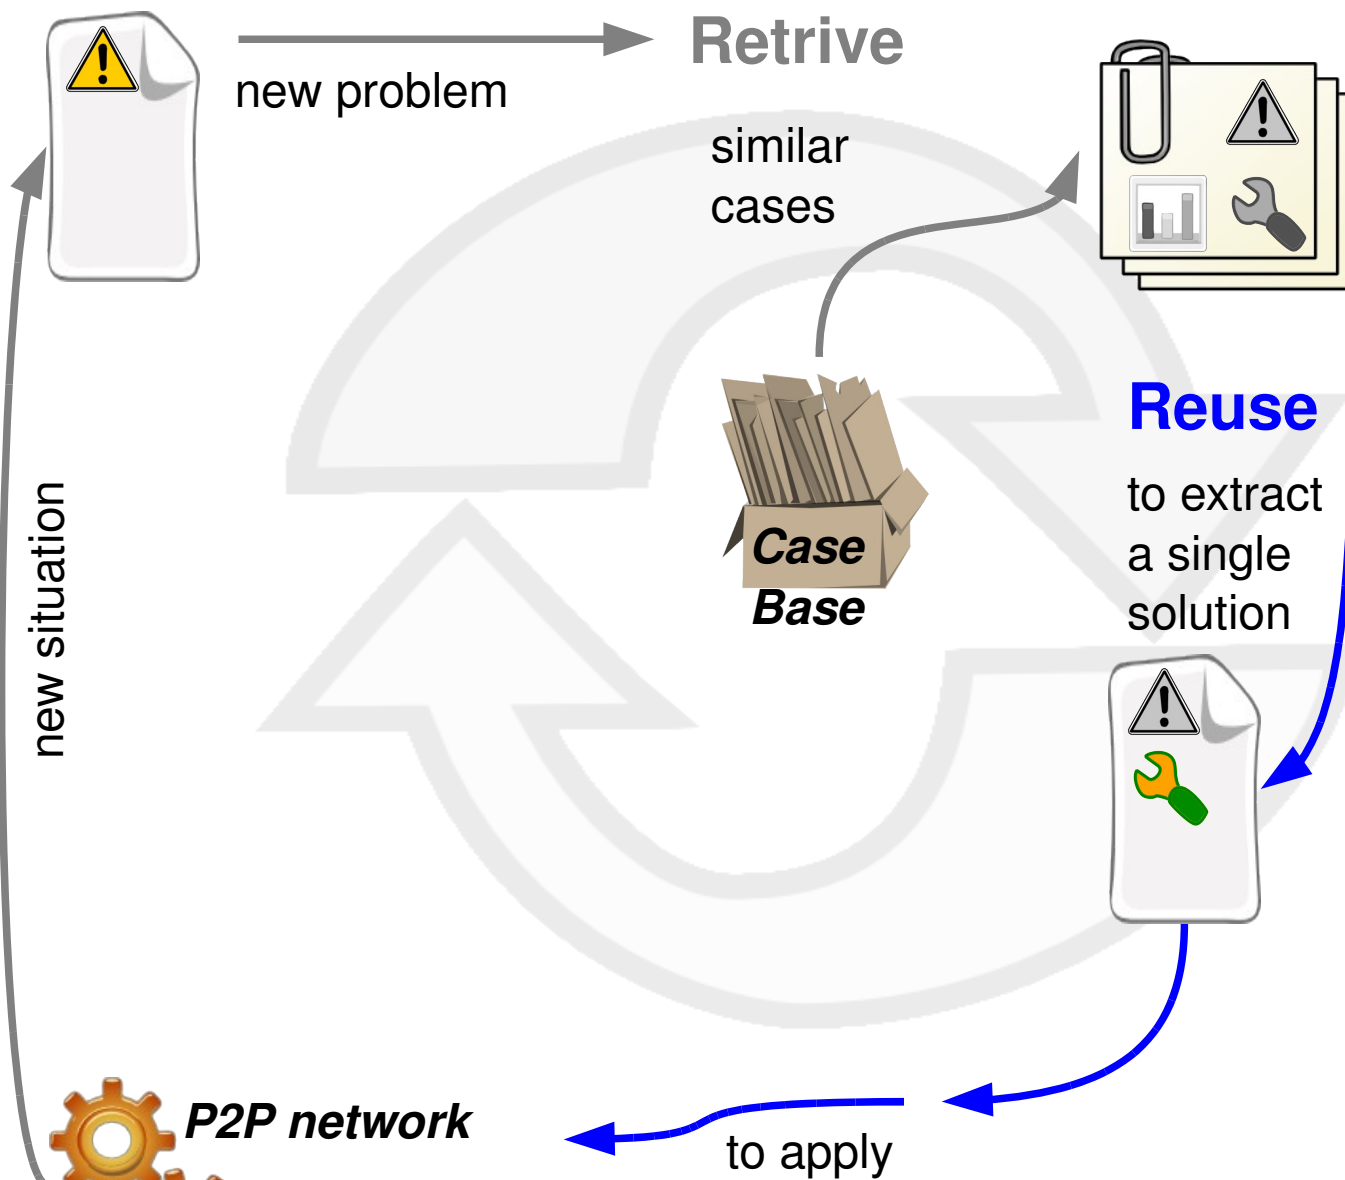 Retrive
new problem
similar
cases
Reuse
to extract
a single
solution
Case
Base
new situation
P2P network
to apply